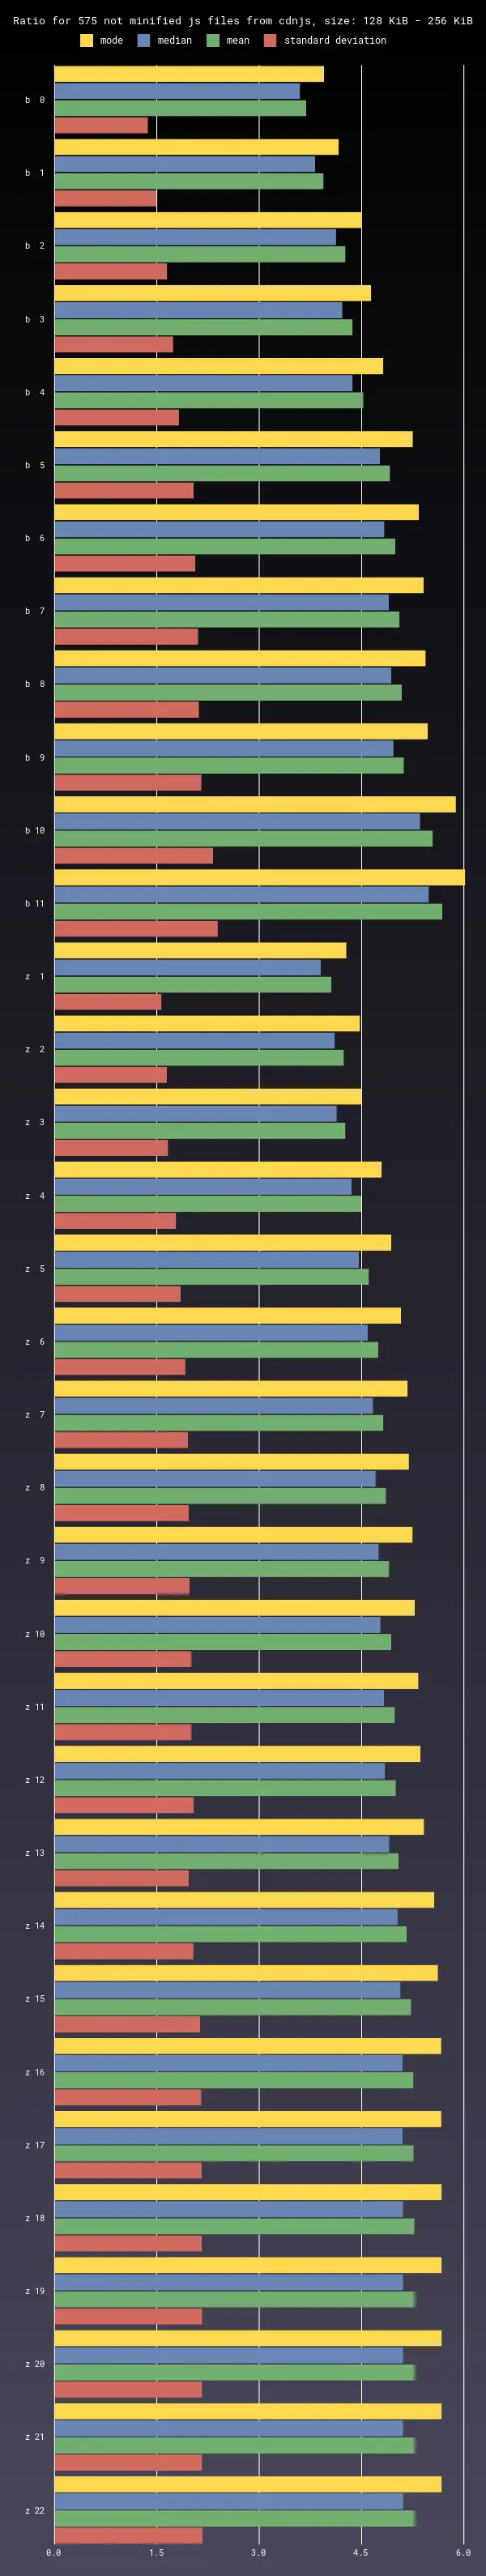 Ratio for 575 not minified js files from cdnjs, size: 128 KiB - 256 KiB
mode median mean standard deviation
b 0
b 1
b 2
b 3
b 4
b 5
b 6
b 7
b 8
b 9
b 10
b 11
z 1
z 2
z 3
z 4
z 5
z 6
z 7
z 8
z 9
z 10
z 11
z 12
z 13
z 14
z 15
z 16
z 17
z 18
z 19
z 20
z 21
z 22
0.0 1.5 3.0 4.5 6.0